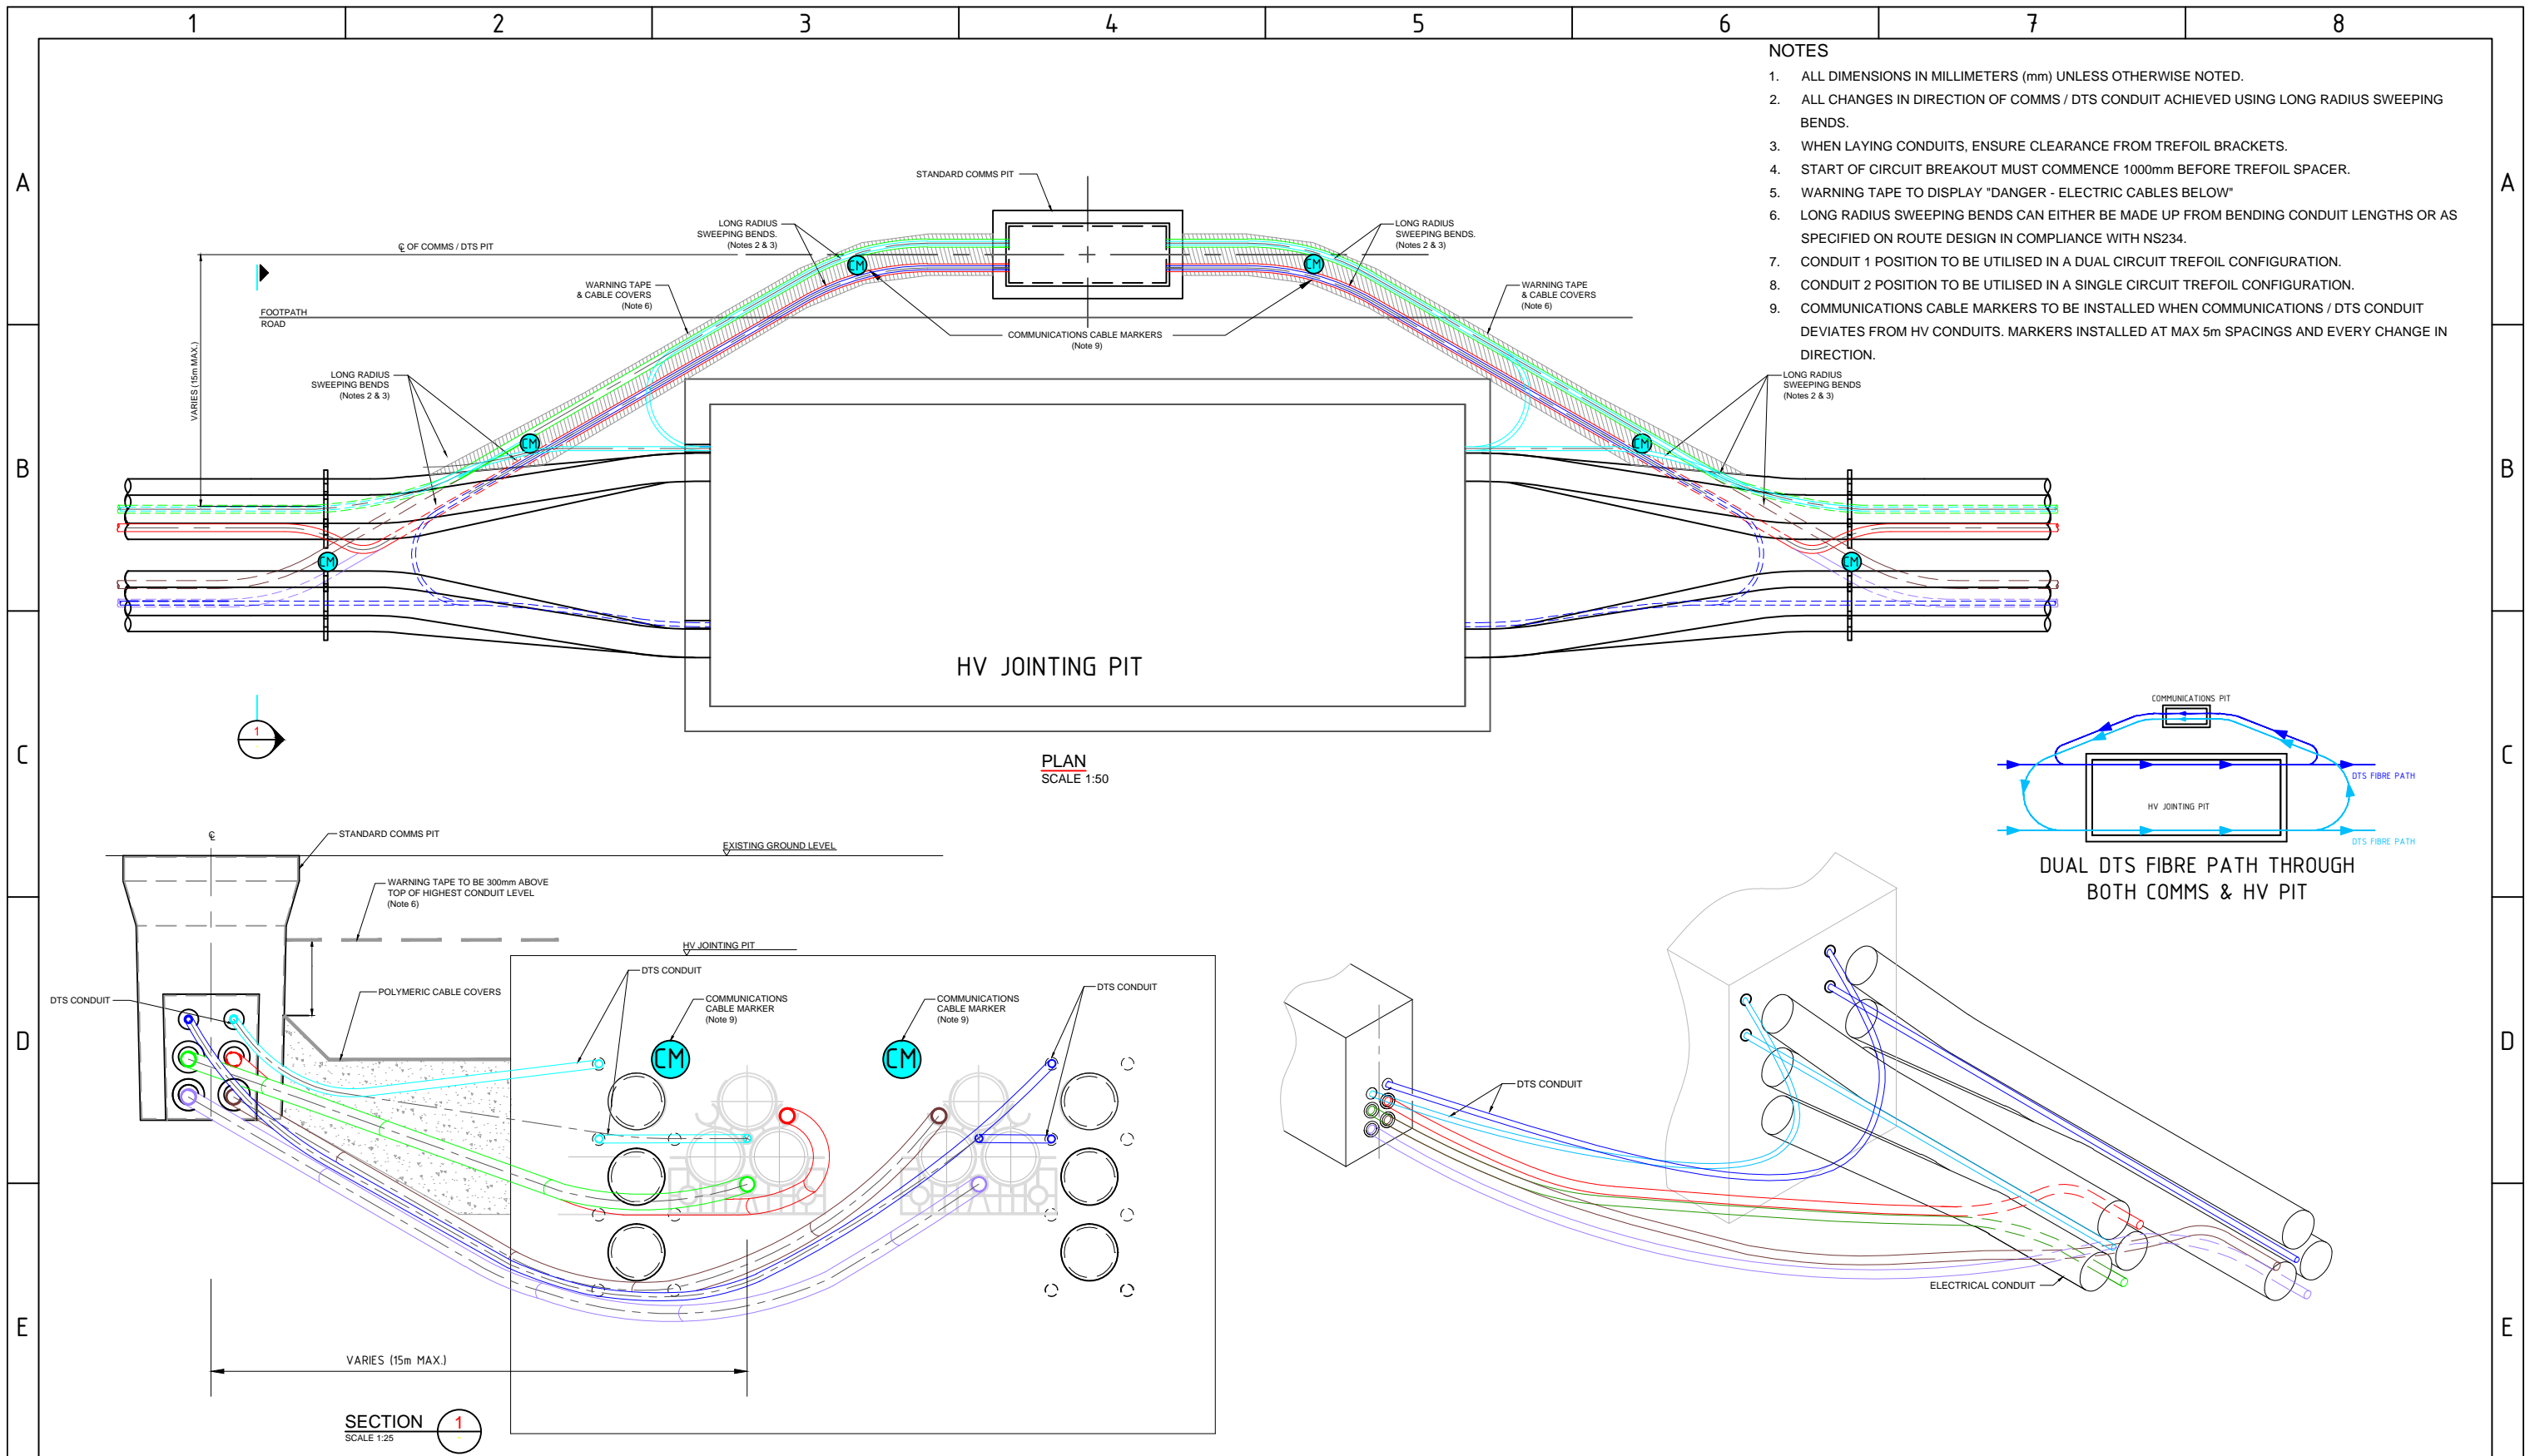 1 2 3 4 5 6 7 8
A
B
C
D
E
A
B
C
D
E
NOTES
1. ALL DIMENSIONS IN MILLIMETERS (mm) UNLESS OTHERWISE NOTED.
2. ALL CHANGES IN DIRECTION OF COMMS / DTS CONDUIT ACHIEVED USING LONG RADIUS SWEEPING
BENDS.
3. WHEN LAYING CONDUITS, ENSURE CLEARANCE FROM TREFOIL BRACKETS.
4. START OF CIRCUIT BREAKOUT MUST COMMENCE 1000mm BEFORE TREFOIL SPACER.
5. WARNING TAPE TO DISPLAY "DANGER - ELECTRIC CABLES BELOW"
6. LONG RADIUS SWEEPING BENDS CAN EITHER BE MADE UP FROM BENDING CONDUIT LENGTHS OR AS
SPECIFIED ON ROUTE DESIGN IN COMPLIANCE WITH NS234.
7. CONDUIT 1 POSITION TO BE UTILISED IN A DUAL CIRCUIT TREFOIL CONFIGURATION.
8. CONDUIT 2 POSITION TO BE UTILISED IN A SINGLE CIRCUIT TREFOIL CONFIGURATION.
9. COMMUNICATIONS CABLE MARKERS TO BE INSTALLED WHEN COMMUNICATIONS / DTS CONDUIT
DEVIATES FROM HV CONDUITS. MARKERS INSTALLED AT MAX 5m SPACINGS AND EVERY CHANGE IN
DIRECTION.
STANDARD COMMS PIT
LONG RADIUS
SWEEPING BENDS.
(Notes 2 & 3)
LONG RADIUS
SWEEPING BENDS.
(Notes 2 & 3)
℄ OF COMMS / DTS PIT
CM
CM
WARNING TAPE
& CABLE COVERS
(Note 6)
WARNING TAPE
& CABLE COVERS
(Note 6)
FOOTPATH
ROAD
COMMUNICATIONS CABLE MARKERS
(Note 9)
VARIES (15m MAX.)
LONG RADIUS
SWEEPING BENDS
(Notes 2 & 3)
LONG RADIUS
SWEEPING BENDS
(Notes 2 & 3)
CM
CM
CM
CM
HV JOINTING PIT
1
PLAN
SCALE 1:50
COMMUNICATIONS PIT
DTS FIBRE PATH
HV JOINTING PIT
DTS FIBRE PATH
DUAL DTS FIBRE PATH THROUGH
BOTH COMMS & HV PIT
℄
STANDARD COMMS PIT
EXISTING GROUND LEVEL
WARNING TAPE TO BE 300mm ABOVE
TOP OF HIGHEST CONDUIT LEVEL
(Note 6)
HV JOINTING PIT
DTS CONDUIT
DTS CONDUIT
POLYMERIC CABLE COVERS
COMMUNICATIONS
CABLE MARKER
(Note 9)
COMMUNICATIONS
CABLE MARKER
(Note 9)
DTS CONDUIT
CM
CM
DTS CONDUIT
ELECTRICAL CONDUIT
VARIES (15m MAX.)
SECTION 1
SCALE 1:25